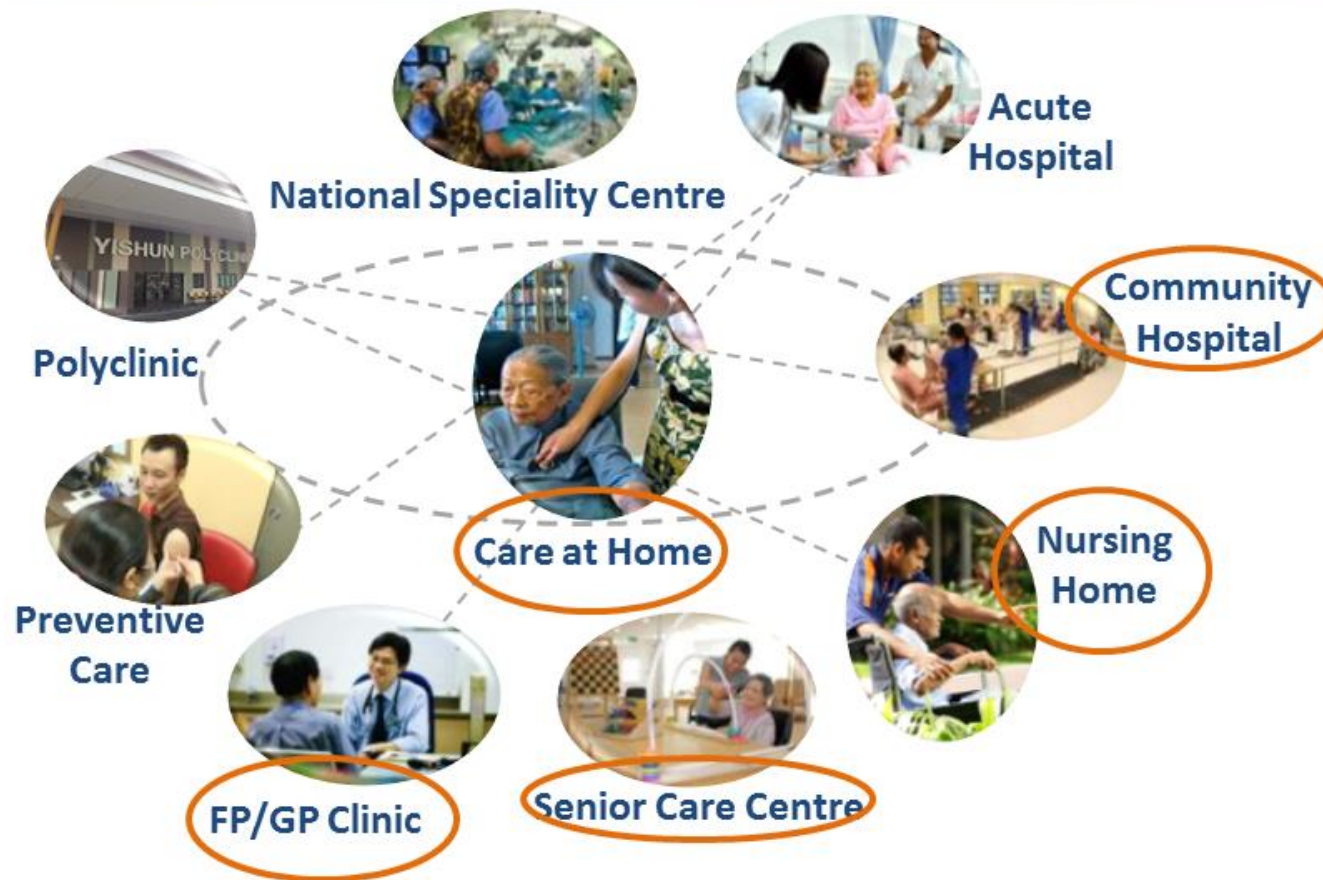 National Speciality Centre
Acute
Hospital
YISHUN POLYCLINI
Polyclinic
Community
Hospital
Care at Home
Nursing
Home
Preventive
Care
FP/GP Clinic
Senior Care Centre